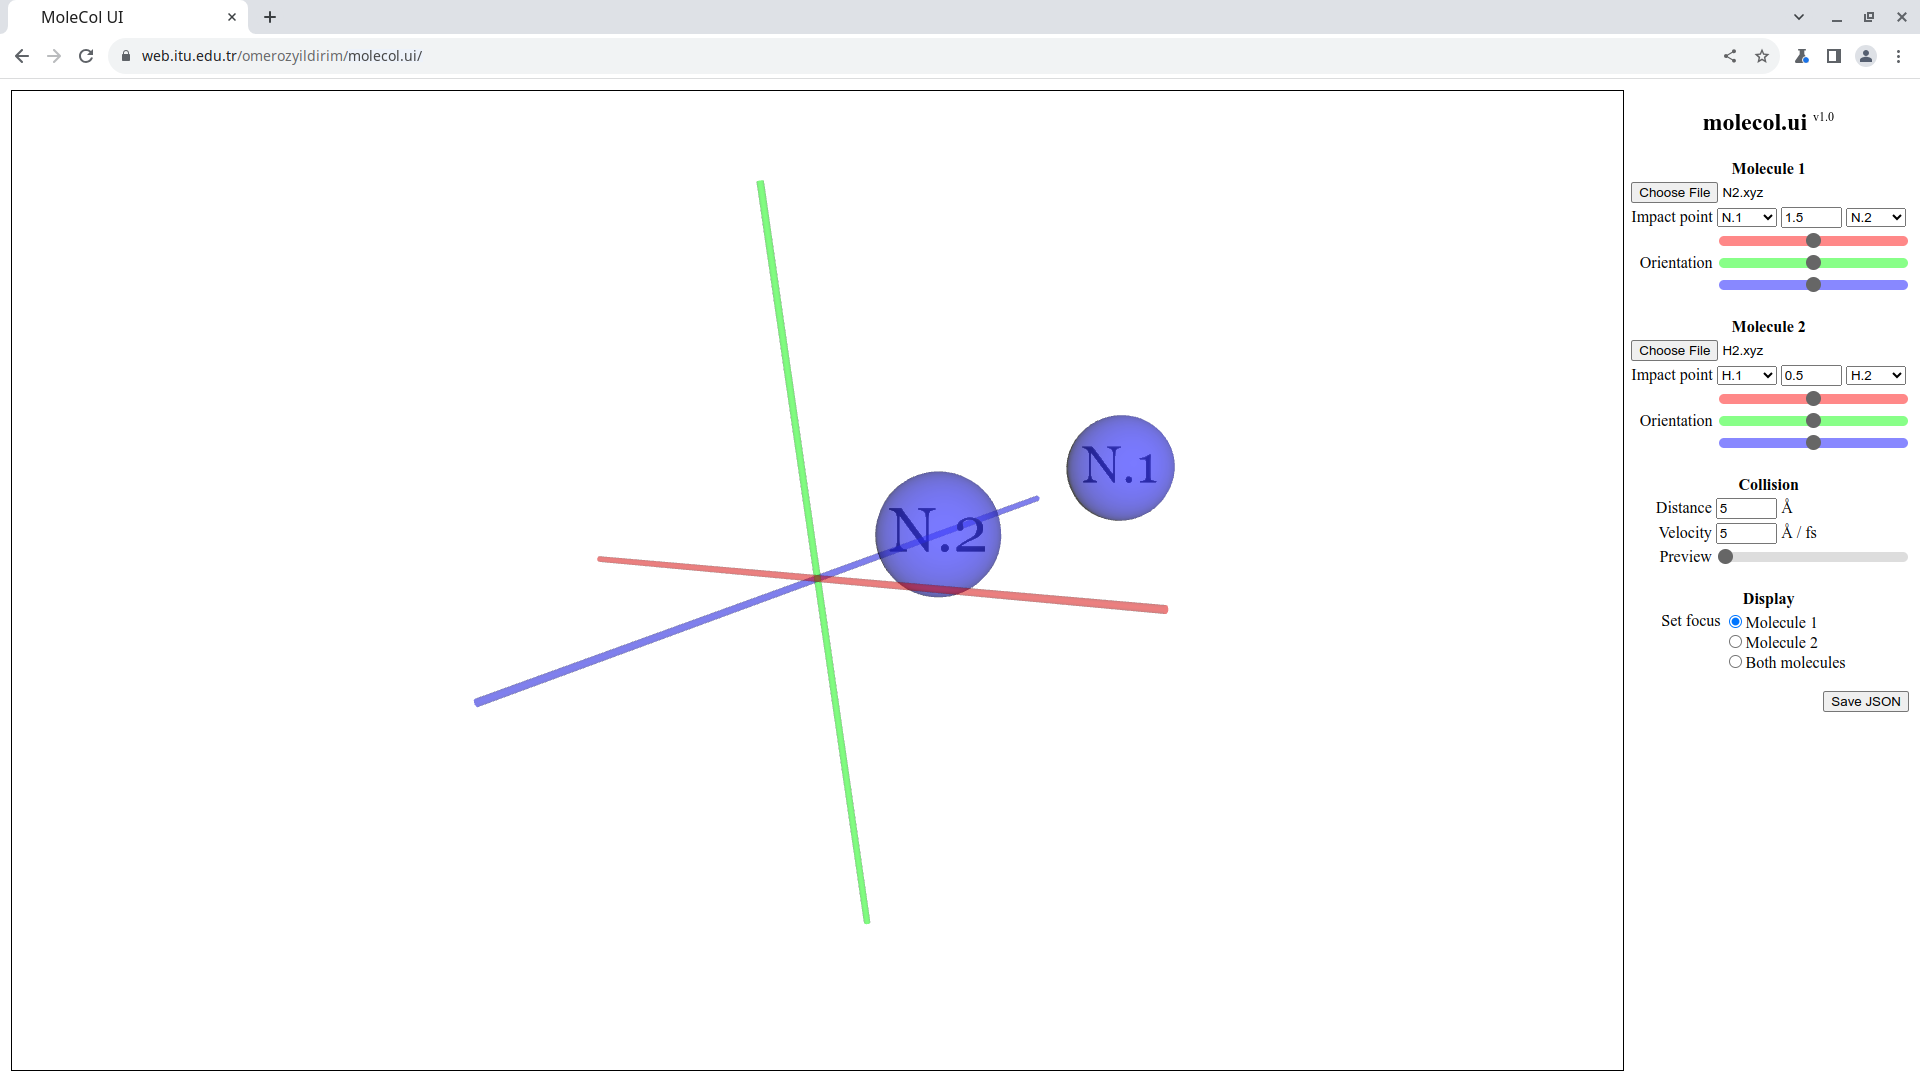 MoleCol UI
web.itu.edu.tr/omerozyildirim/molecol.ui/
molecol.ui v1.0
Molecule 1
Choose File N2.xyz
Impact point N.1 1.5 N.2
Orientation
Molecule 2
Choose File H2.xyz
Impact point H.1 0.5 H.2
Orientation
Collision
Distance 5 Å
Velocity 5 Å / fs
Preview
Display
Set focus Molecule 1
Molecule 2
Both molecules
Save JSON
N.1
N.2